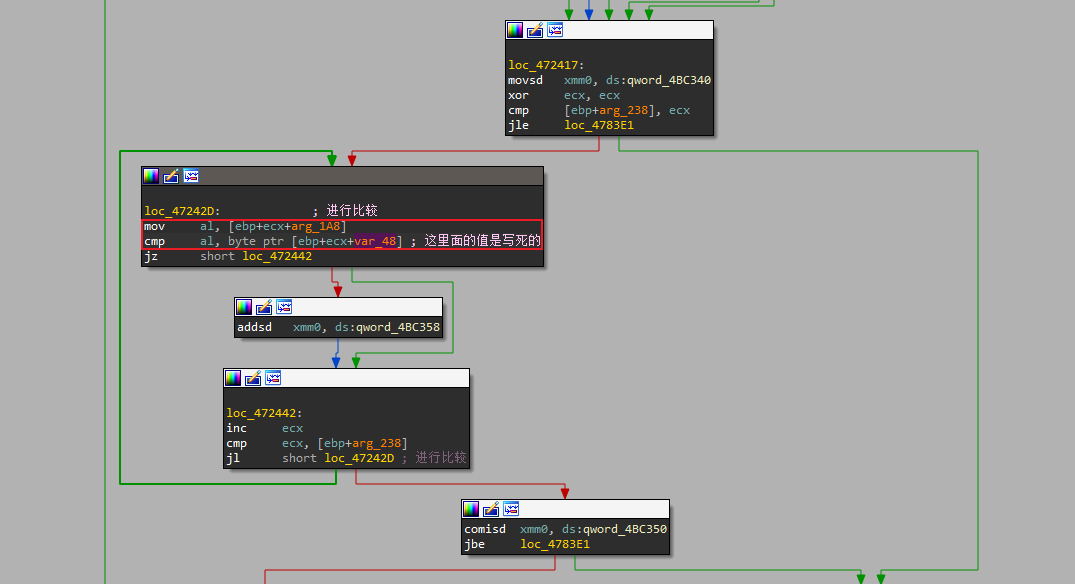 loc_472417:
movsd xmm0, ds:qword_4BC340
xor ecx, ecx
cmp [ebp+arg_238], ecx
jle loc_4783E1
loc_47242D: ; 进行比较
mov al, [ebp+ecx+arg_1A8]
cmp al, byte ptr [ebp+ecx+var_48] ; 这里面的值是写死的
jz short loc_472442
addsd xmm0, ds:qword_4BC358
loc_472442:
inc ecx
cmp ecx, [ebp+arg_238]
jl short loc_47242D ; 进行比较
comisd xmm0, ds:qword_4BC350
jbe loc_4783E1